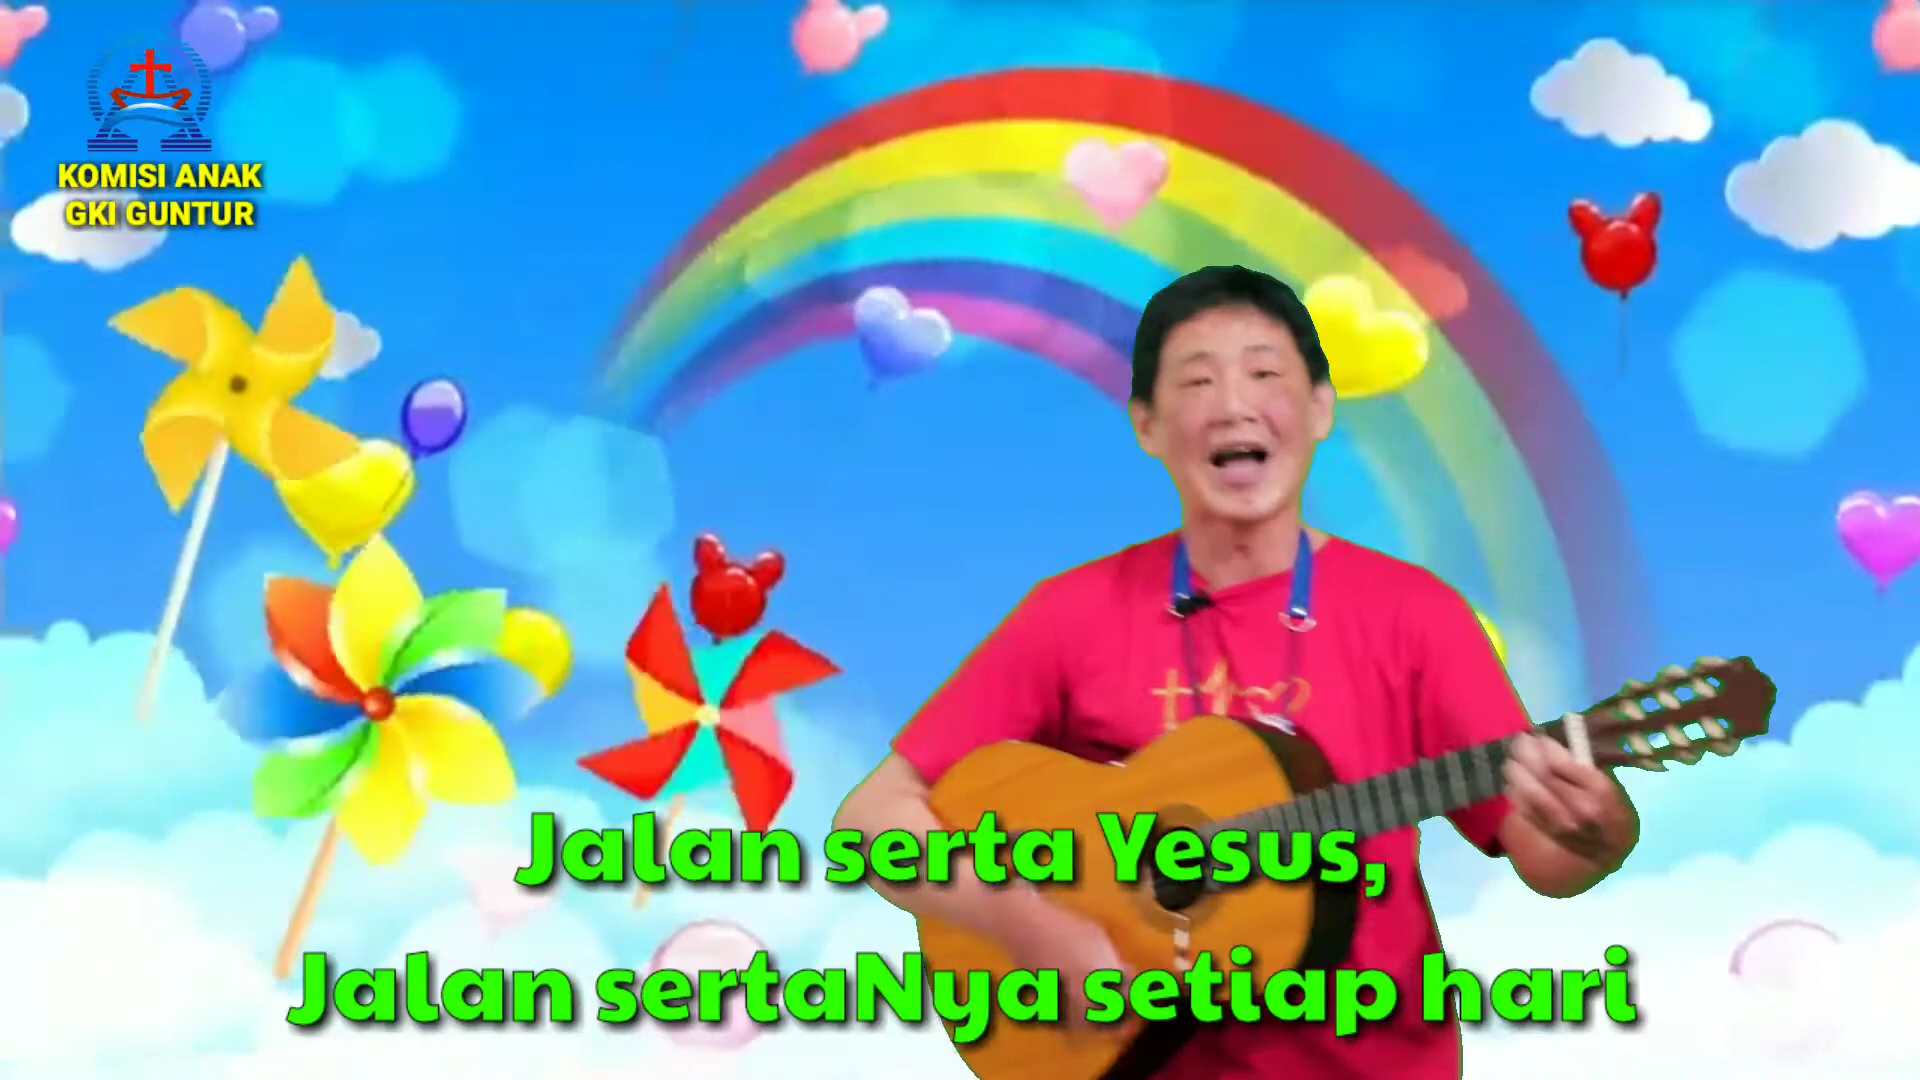 KOMISI ANAK
GKI GUNTUR
Jalan serta Yesus,
Jalan sertaNya setiap hari